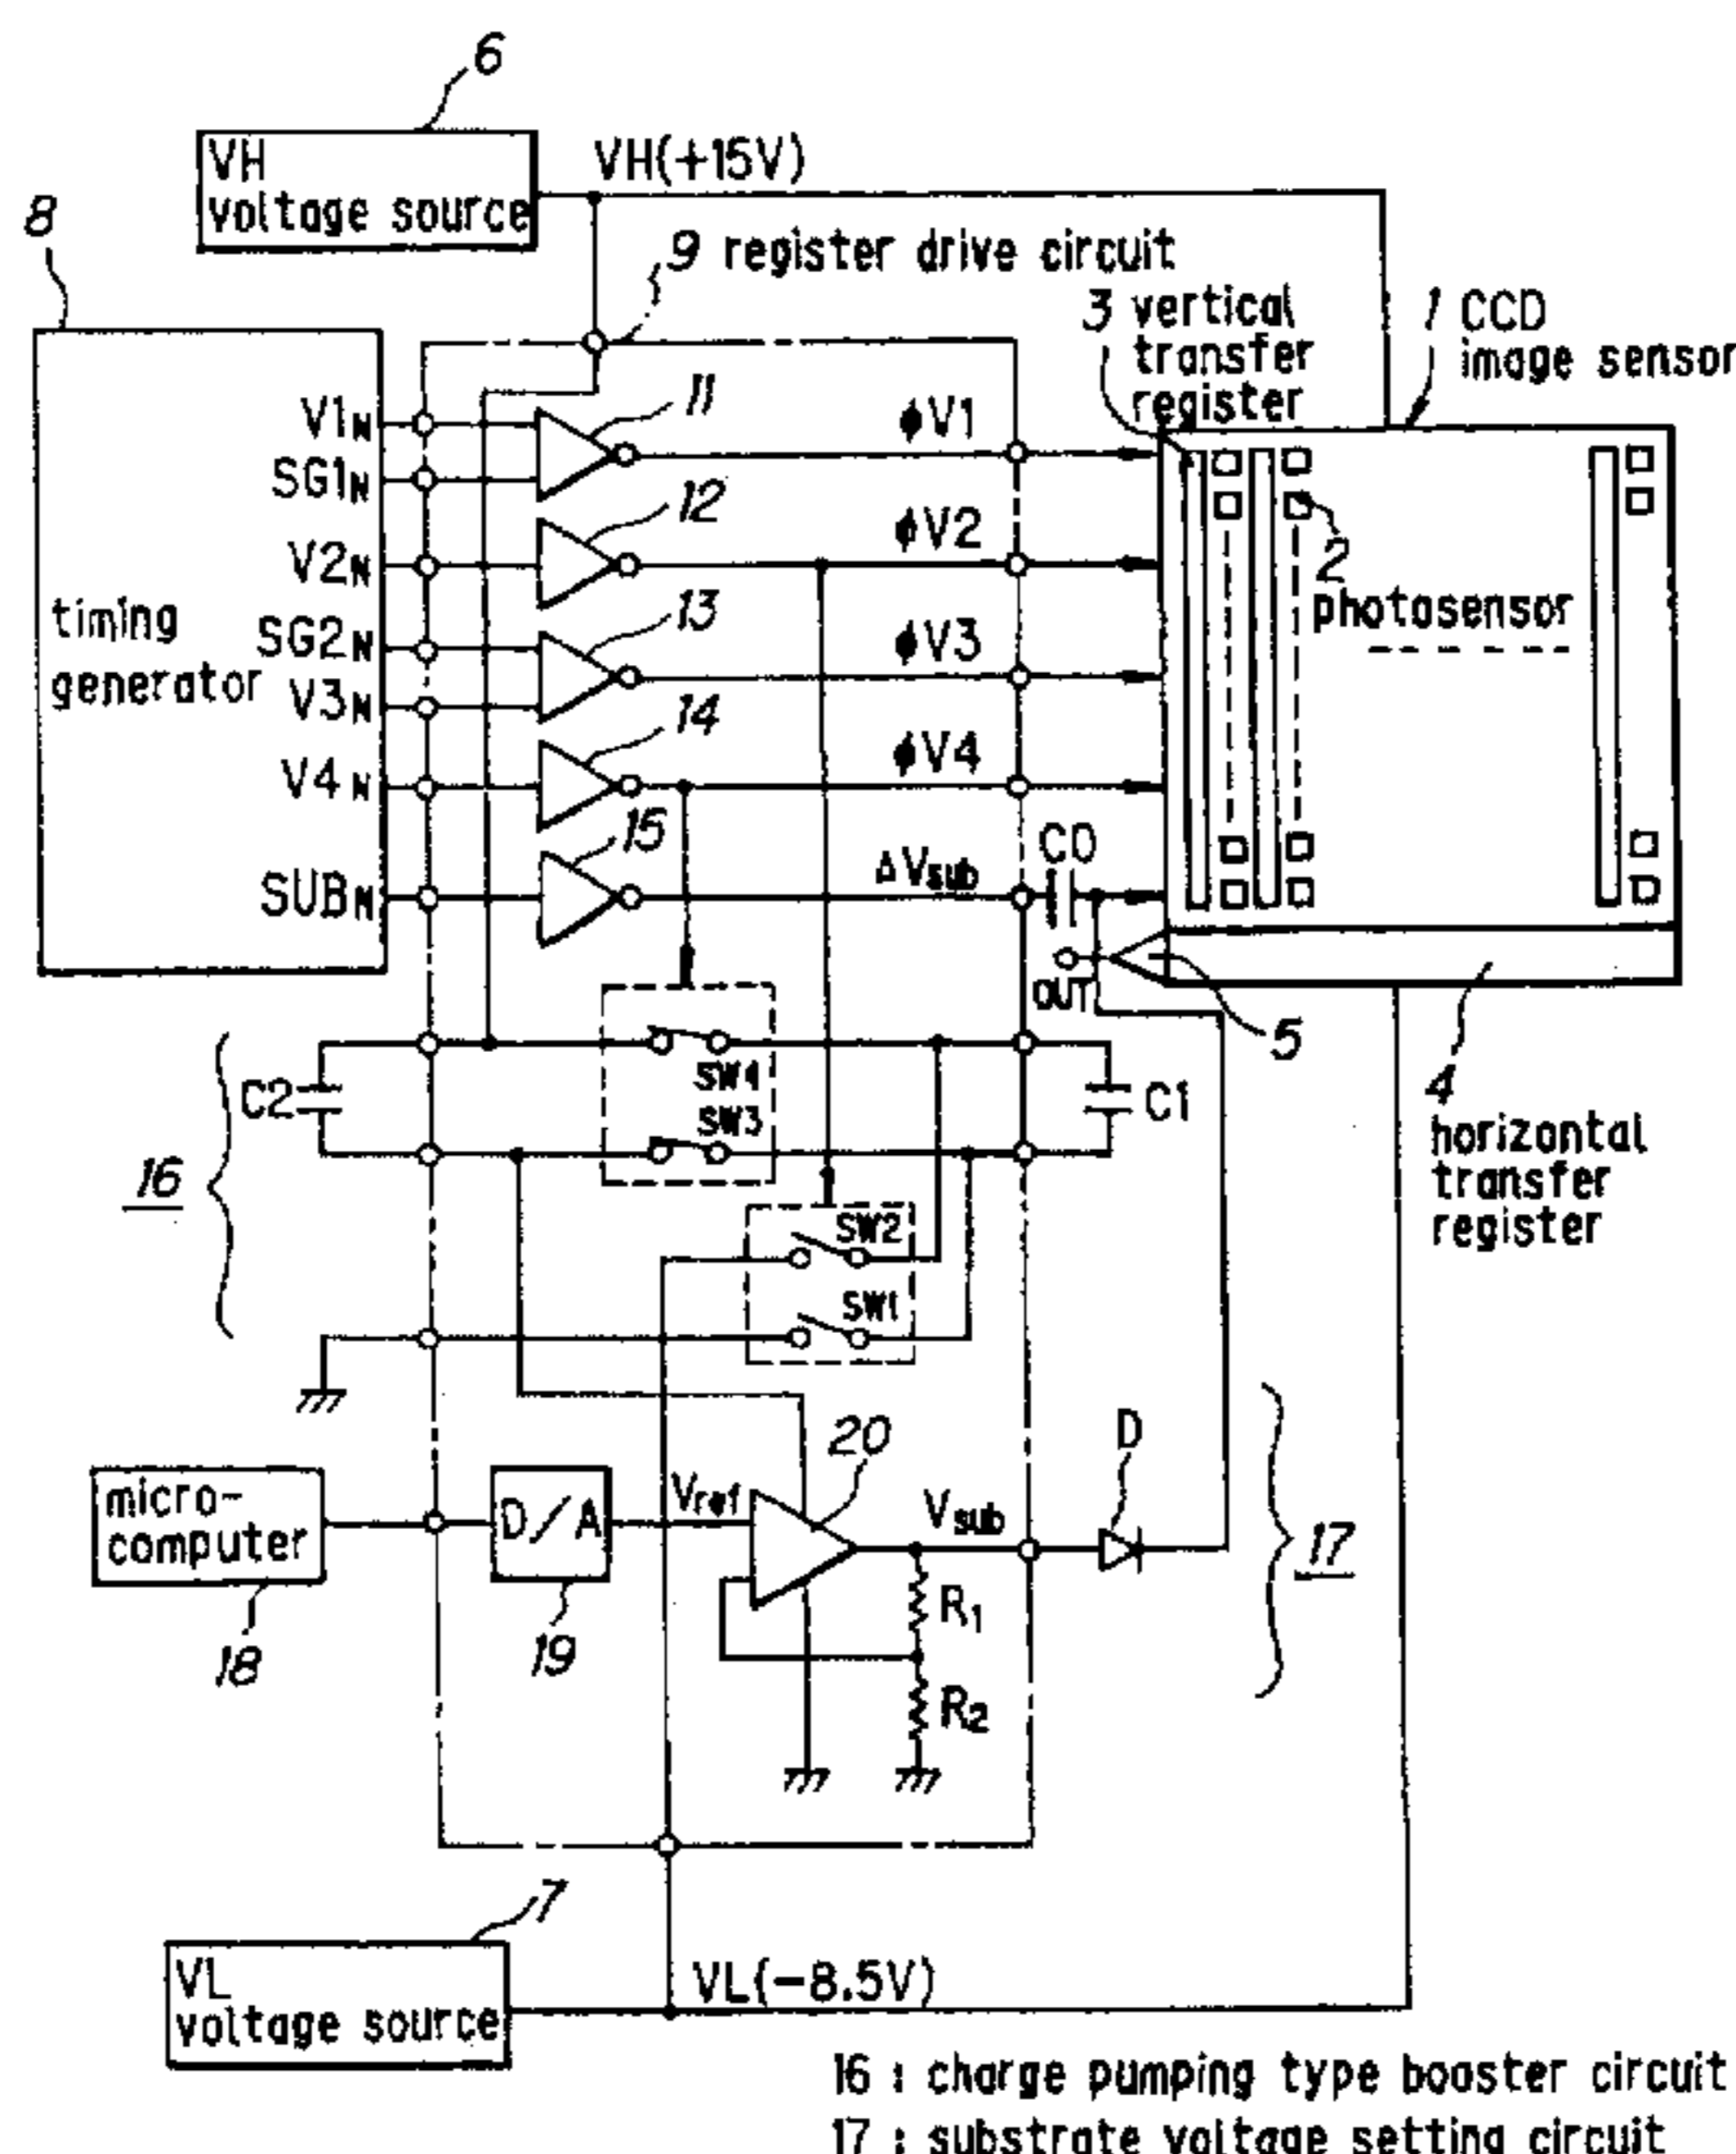 6
VH
voltage source
VH(+15V)
8
9 register drive circuit
3 vertical
transfer
register
1 CCD
image sensor
timing
generator
V1N
SG1N
V2N
SG2N
V3N
V4N
SUBN
11
12
13
14
15
ϕV1
ϕV2
ϕV3
ϕV4
ΔVsub
CD
2
photosensor
OUT
5
4
horizontal
transfer
register
C2
SW4
SW3
C1
16
SW2
SW1
20
D
micro-
computer
D/A
Vref
Vsub
17
R1
R2
18
19
7
VL
voltage source
VL(-8.5V)
16 : charge pumping type booster circuit
17 : substrate voltage setting circuit